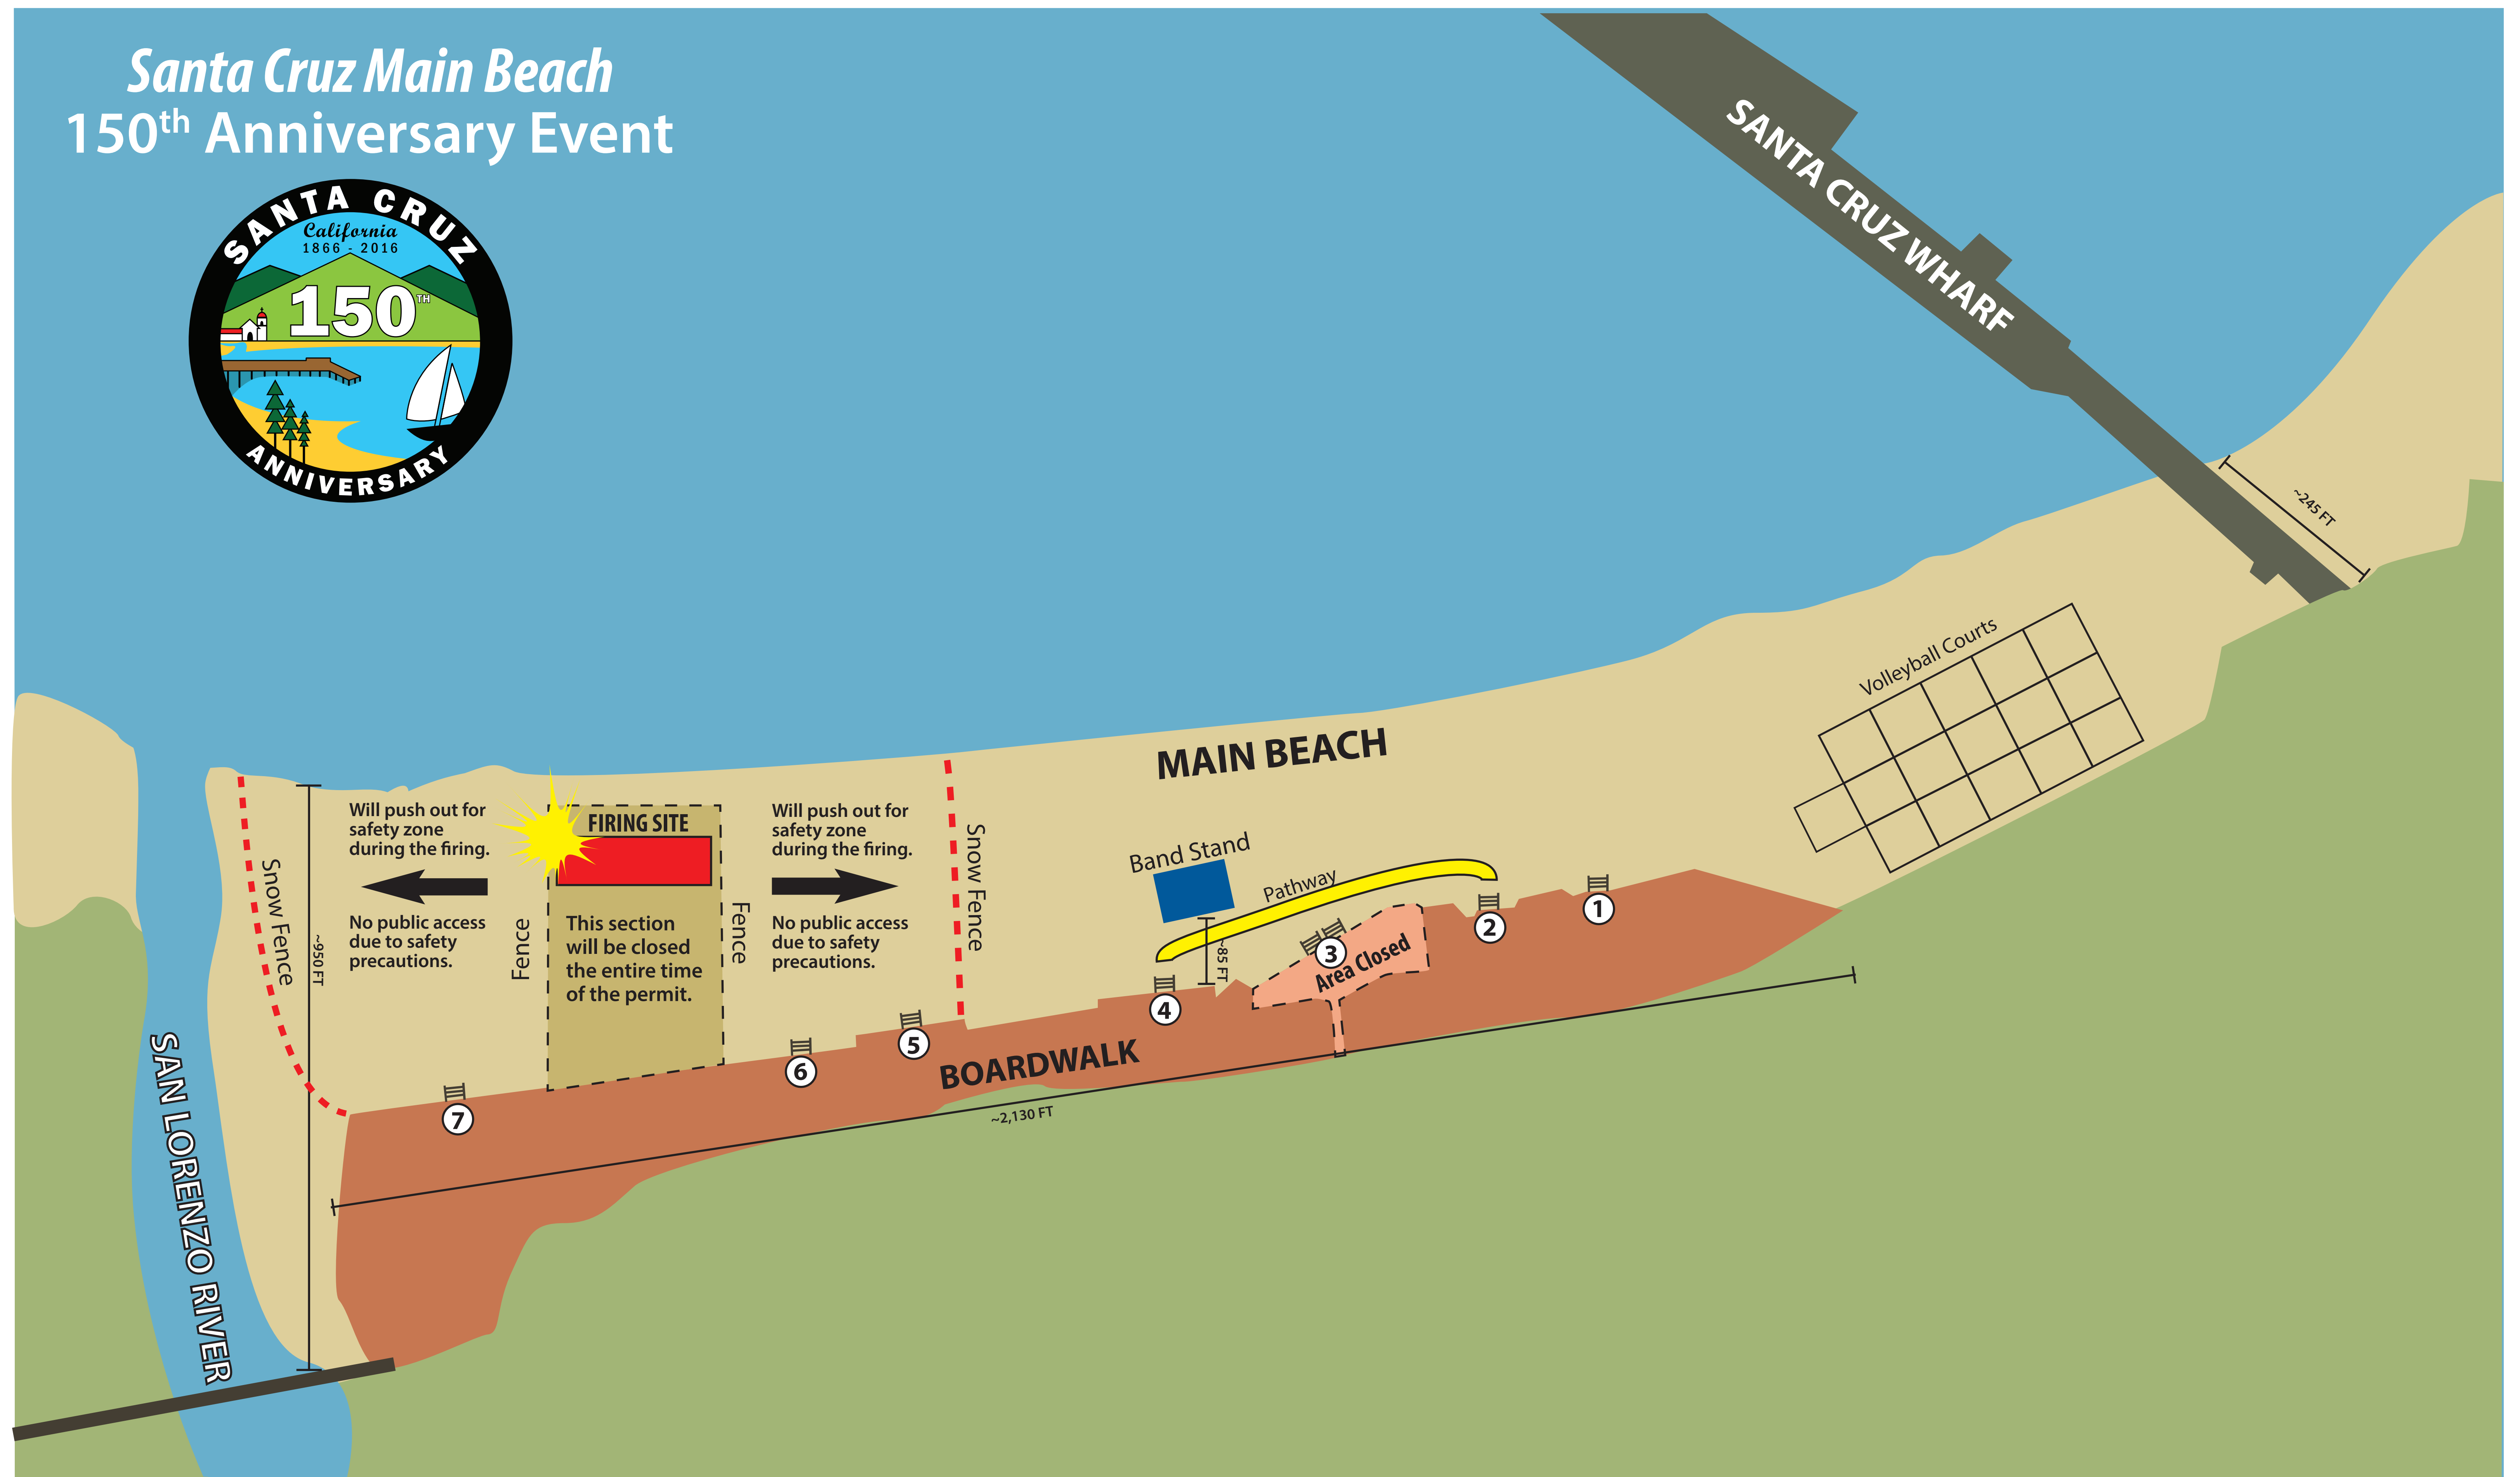 Santa Cruz Main Beach
150th Anniversary Event
SANTA CRUZ
California
1866 - 2016
150TH
ANNIVERSARY
SANTA CRUZ WHARF
~245 FT
Volleyball Courts
MAIN BEACH
Band Stand
Pathway
~85 FT
Area Closed
1
2
3
4
5
6
7
Snow Fence
~950 FT
Will push out for
safety zone
during the firing.
No public access
due to safety
precautions.
Fence
FIRING SITE
This section
will be closed
the entire time
of the permit.
Fence
Will push out for
safety zone
during the firing.
No public access
due to safety
precautions.
Snow Fence
BOARDWALK
~2,130 FT
SAN LORENZO RIVER